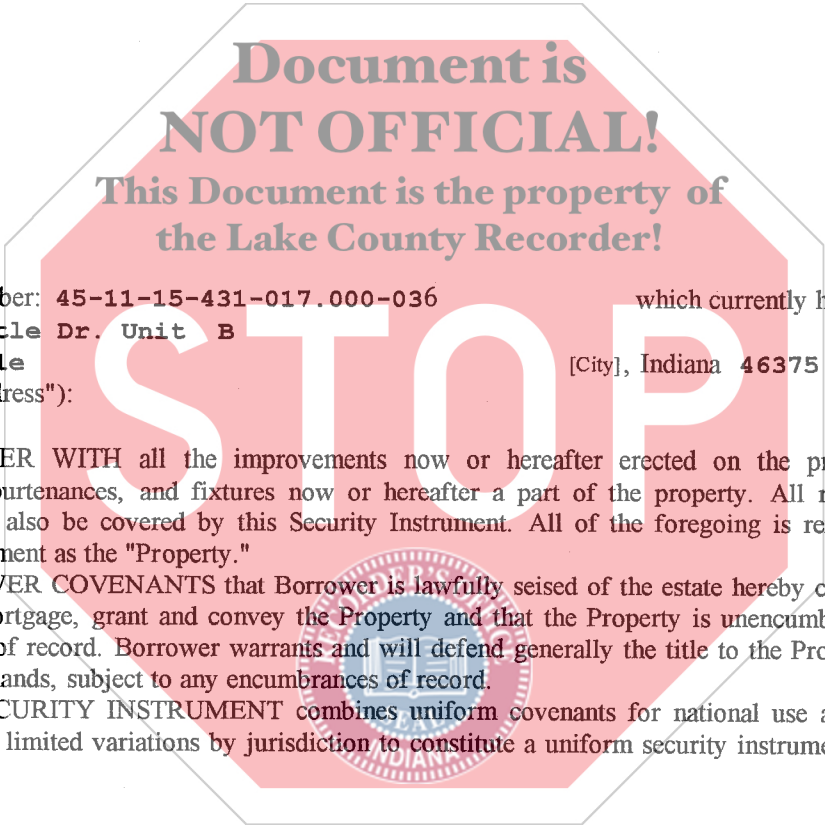 Document is
NOT OFFICIAL!
This Document is the property of
the Lake County Recorder!
ber: 45-11-15-431-017.000-036 which currently h
cle Dr. Unit B
le [City], Indiana 46375
ress"):
STOP
ER WITH all the improvements now or hereafter erected on the pr
urtenances, and fixtures now or hereafter a part of the property. All r
also be covered by this Security Instrument. All of the foregoing is re
ment as the "Property."
VER COVENANTS that Borrower is lawfully seised of the estate hereby c
ortgage, grant and convey the Property and that the Property is unencumb
of record. Borrower warrants and will defend generally the title to the Pro
ands, subject to any encumbrances of record.
CURITY INSTRUMENT combines uniform covenants for national use a
limited variations by jurisdiction to constitute a uniform security instrume
RECORDER'S OFFICE
SEAL
INDIANA